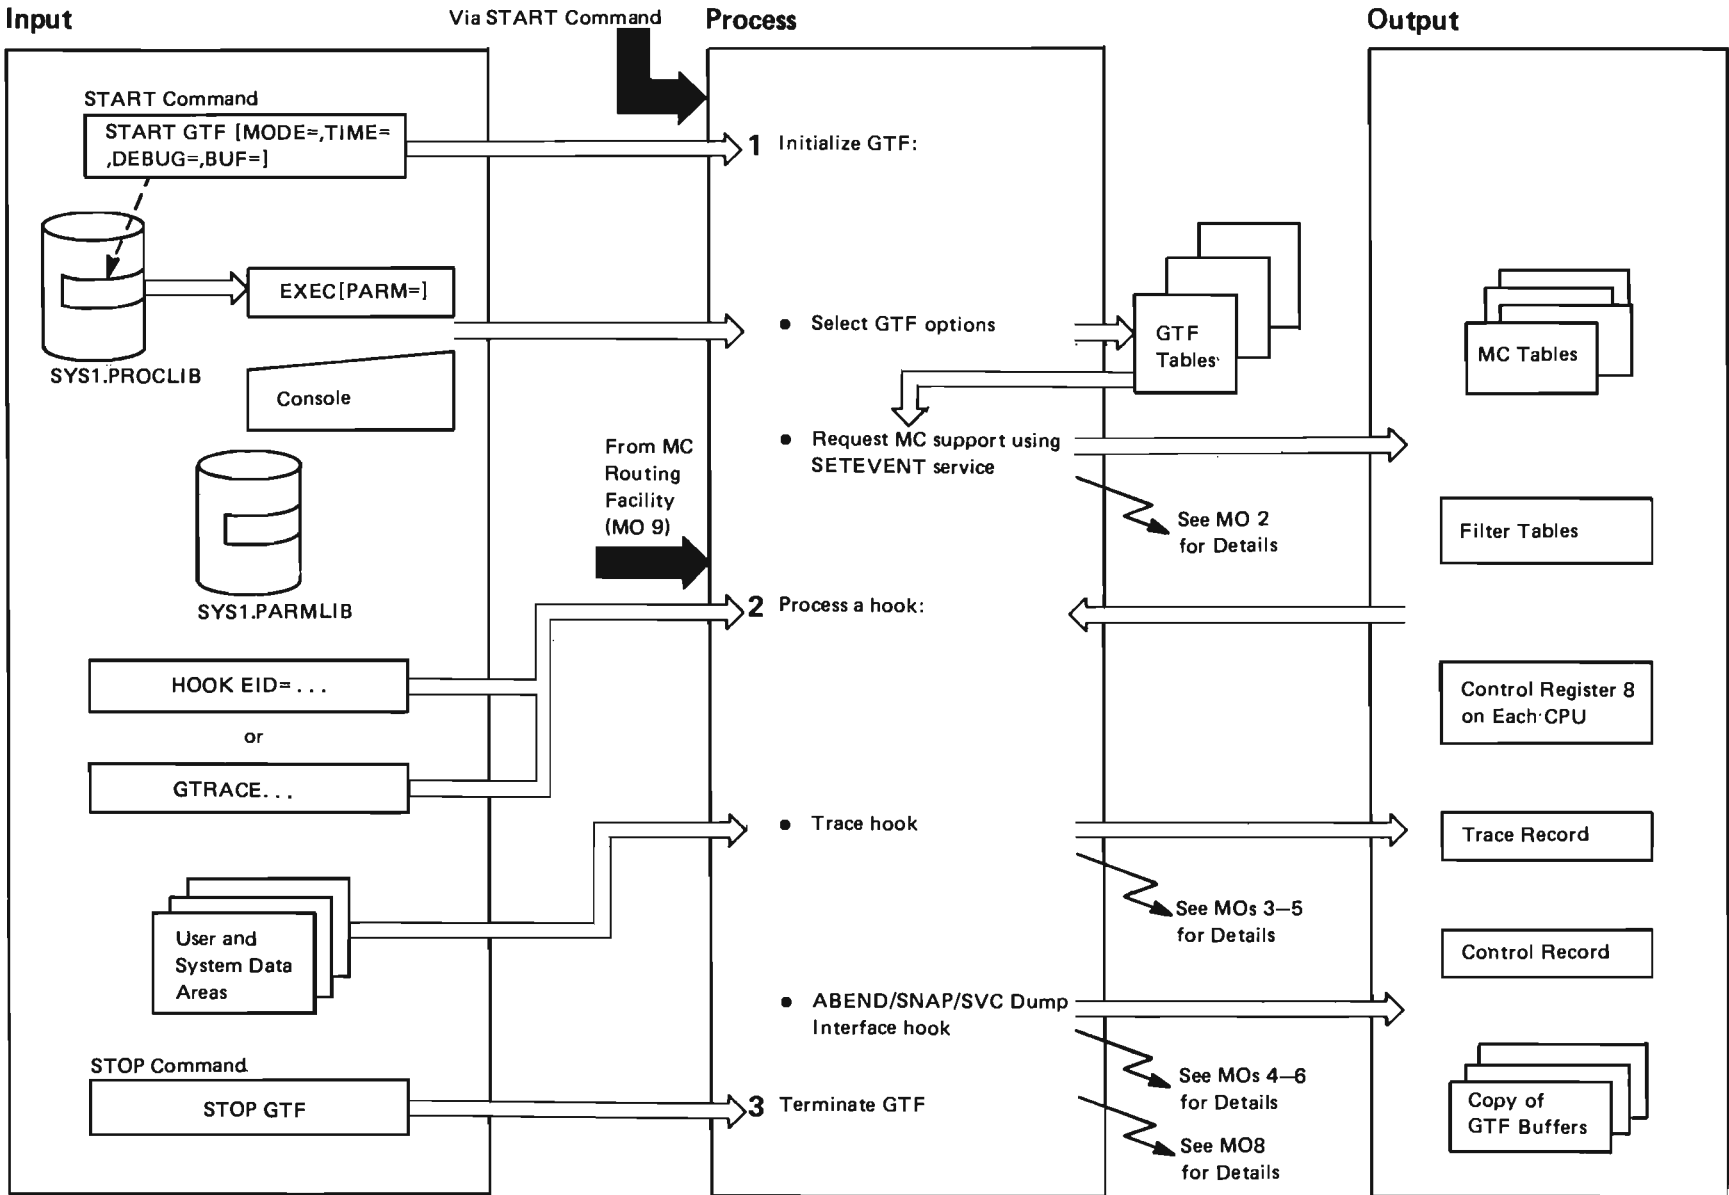 Input
Via START Command
Process
Output
START Command
START GTF [MODE=,TIME=
,DEBUG=,BUF=]
1 Initialize GTF:
EXEC[PARM=]
SYS1.PROCLIB
Console
• Select GTF options
GTF
Tables
MC Tables
• Request MC support using
SETEVENT service
See MO 2
for Details
From MC
Routing
Facility
(MO 9)
Filter Tables
SYS1.PARMLIB
2 Process a hook:
HOOK EID=...
or
GTRACE...
Control Register 8
on Each CPU
• Trace hook
Trace Record
See MOs 3–5
for Details
User and
System Data
Areas
Control Record
• ABEND/SNAP/SVC Dump
Interface hook
See MOs 4–6
for Details
STOP Command
STOP GTF
3 Terminate GTF
See MO8
for Details
Copy of
GTF Buffers